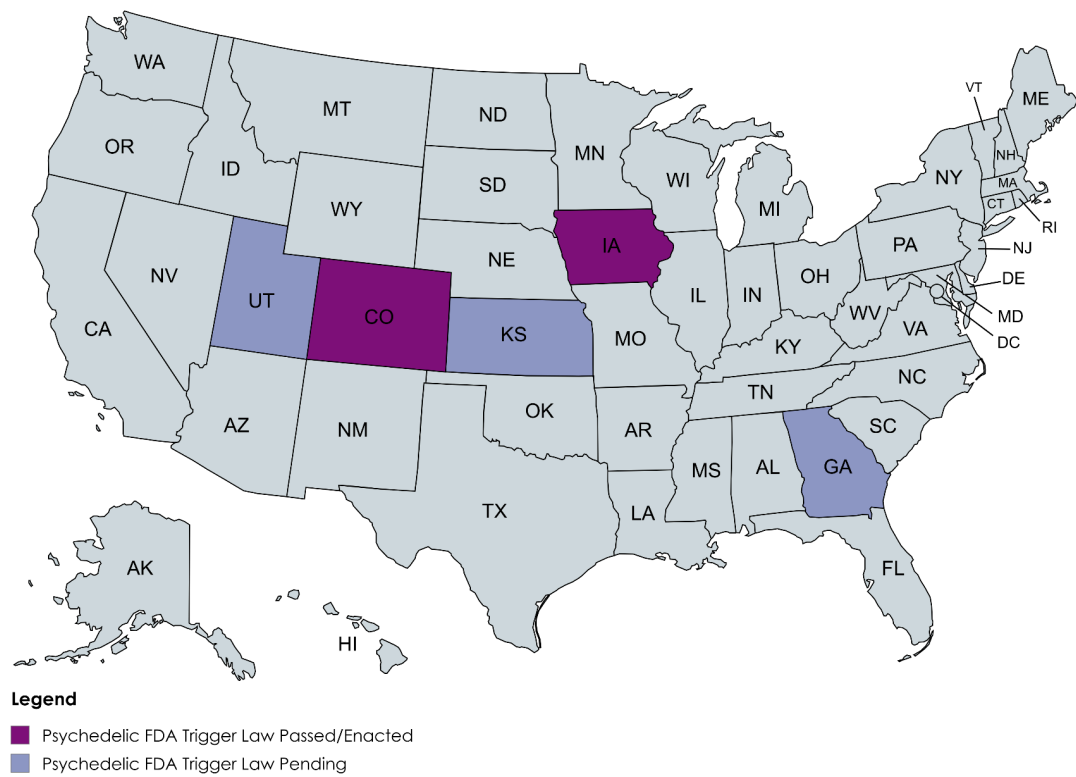 WA
MT
ND
MN
VT
ME
OR
ID
SD
WI
MI
NY
NH
MA
CT
RI
WY
NE
IA
PA
NJ
NV
UT
CO
KS
IL
IN
OH
DE
CA
MO
WV
VA
MD
DC
KY
AZ
NM
OK
AR
TN
NC
SC
MS
AL
GA
TX
LA
AK
FL
HI
Legend
Psychedelic FDA Trigger Law Passed/Enacted
Psychedelic FDA Trigger Law Pending